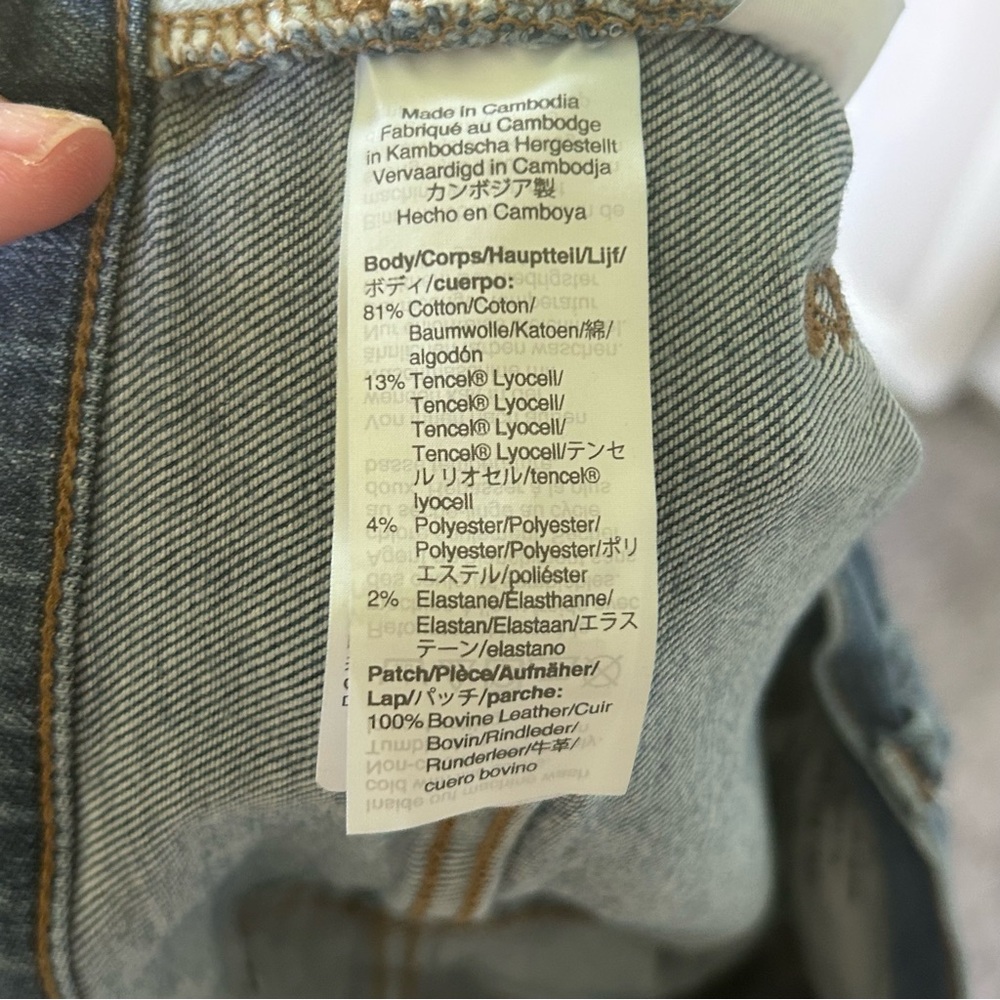 Made in Cambodia
Fabriqué au Cambodge
in Kambodscha Hergestellt
Vervaardigd in Cambodja
カンボジア製
Hecho en Camboya
Body/Corps/Hauptteil/Lijf/
ボディ/cuerpo:
81% Cotton/Coton/
Baumwolle/Katoen/綿/
algodón
13% Tencel® Lyocell/
Tencel® Lyocell/
Tencel® Lyocell/
Tencel® Lyocell/テンセ
ル リオセル/tencel®
lyocell
4% Polyester/Polyester/
Polyester/Polyester/ポリ
エステル/poliéster
2% Elastane/Élasthanne/
Elastan/Elastaan/エラス
テーン/elastano
Patch/Pièce/Aufnäher/
Lap/パッチ/parche:
100% Bovine Leather/Cuir
Bovin/Rindleder/
Runderleer/牛革/
cuero bovino